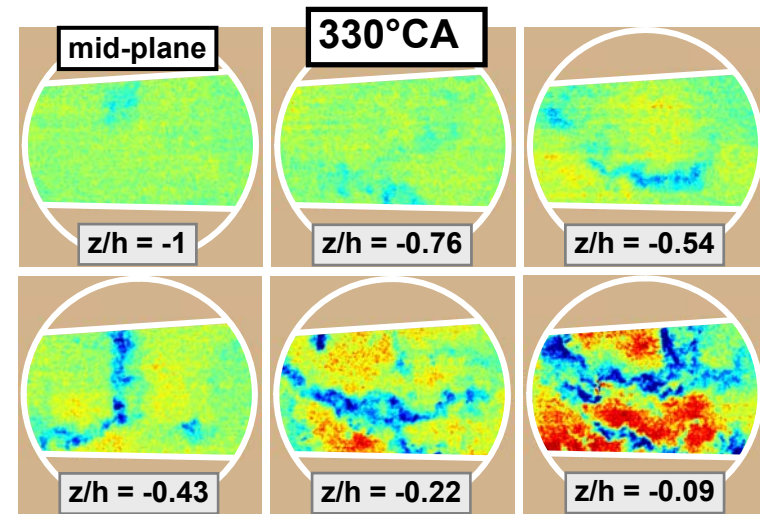 mid-plane
330°CA
z/h = -1
z/h = -0.76
z/h = -0.54
z/h = -0.43
z/h = -0.22
z/h = -0.09